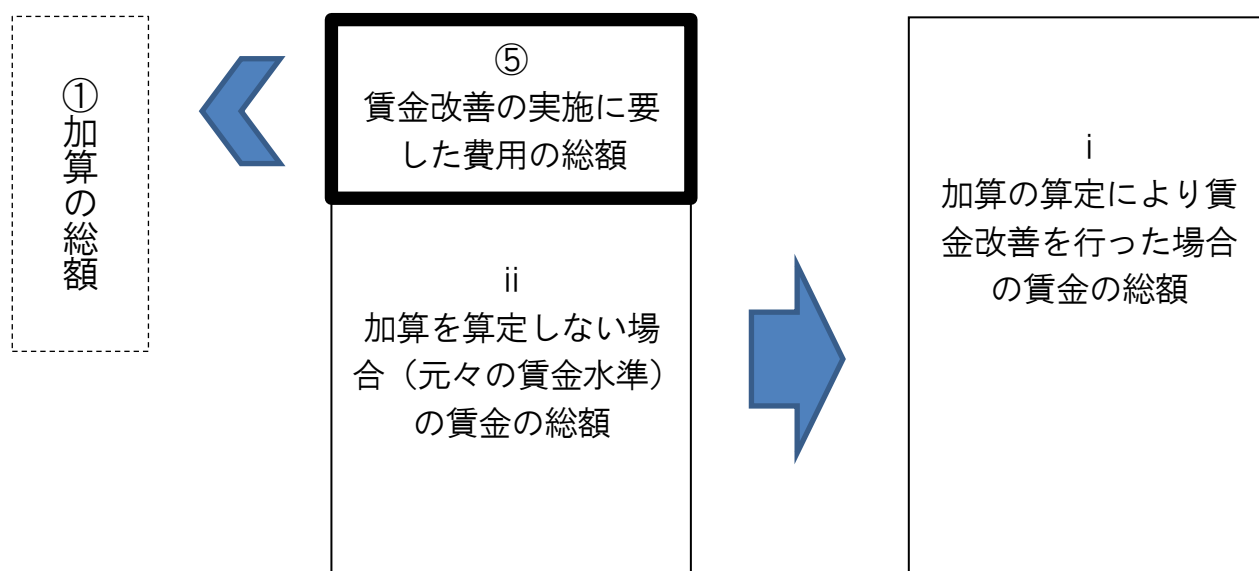 ①加算の総額
⑤
賃金改善の実施に要
した費用の総額
ⅱ
加算を算定しない場
合（元々の賃金水準）
の賃金の総額
ⅰ
加算の算定により賃
金改善を行った場合
の賃金の総額